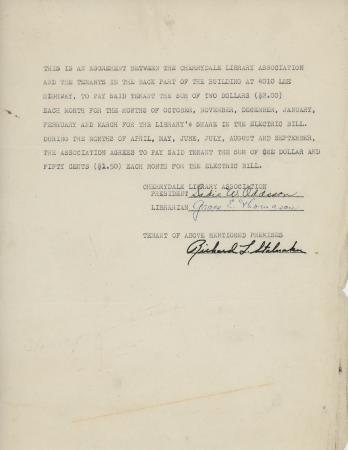 THIS IS AN AGREEMENT BETWEEN THE CHERRYDALE LIBRARY ASSOCIATION
AND THE TENANTS IN THE BACK PART OF THE BUILDING AT LEE
HIGHWAY, TO PAY SAID TENANT THE SUM OF TWO DOLLARS ($2.00)
EACH MONTH FOR THE MONTHS OF OCTOBER, NOVEMBER, DECEMBER, JANUARY,
FEBRUARY AND MARCH FOR THE LIBRARY's SHARE IN THE ELECTRIC BILL.
DURING THE MONTHS OF APRIL, MAY, JUNE, JULY, AUGUST AND SEPTEMBER,
THE ASSOCIATION AGREES TO PAY SAID TENANT THE SUM OF ONE DOLLAR AND
FIFTY CENTS ($1.50) EACH MONTH FOR THE ELECTRIC BILL.
CHERRYDALE LIBRARY ASSOCIATION
PRESIDENT Sadie W.
LIBRARIAN Grace E. Thomason
TENANT OF ABOVE MENTIONED PREMISES
Richard L. Stalnaker